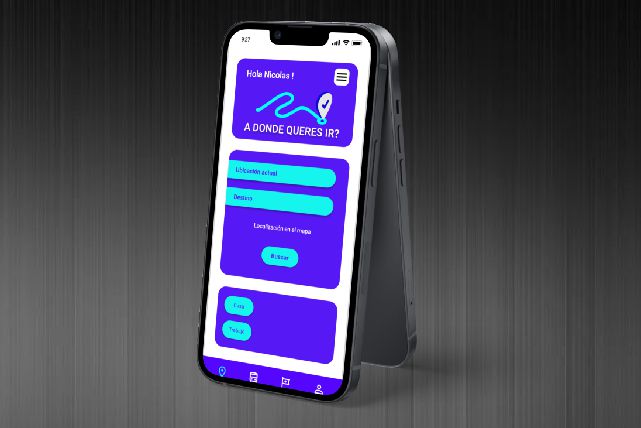 9:27
Hola Nicolas !
A DONDE QUERES IR?
Ubicación actual
Destino
Localización en el mapa
Buscar
Casa
Trabajo